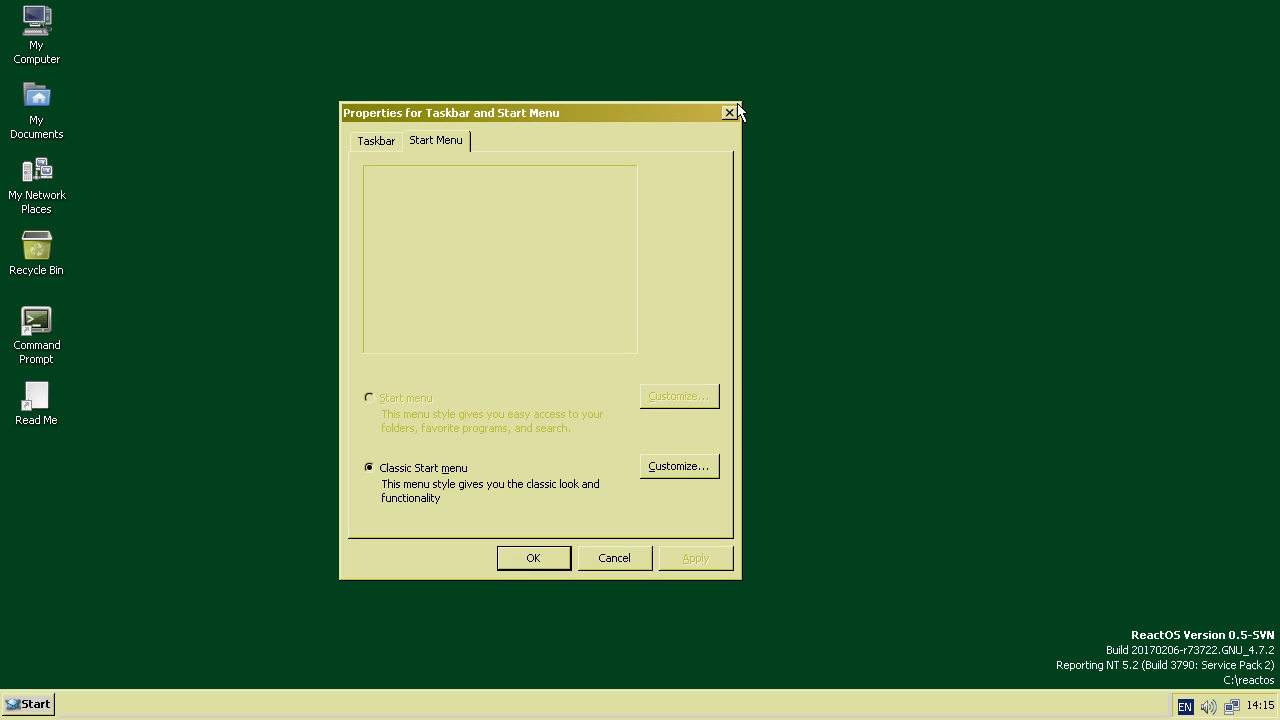 My
Computer
My
Documents
My Network
Places
Recycle Bin
Command
Prompt
Read Me
Properties for Taskbar and Start Menu
Taskbar
Start Menu
Start menu
Customize...
This menu style gives you easy access to your
folders, favorite programs, and search.
Classic Start menu
Customize...
This menu style gives you the classic look and
functionality
OK
Cancel
Apply
ReactOS Version 0.5-SVN
Build 20170206-r73722.GNU_4.7.2
Reporting NT 5.2 (Build 3790: Service Pack 2)
C:\reactos
Start
EN
14:15